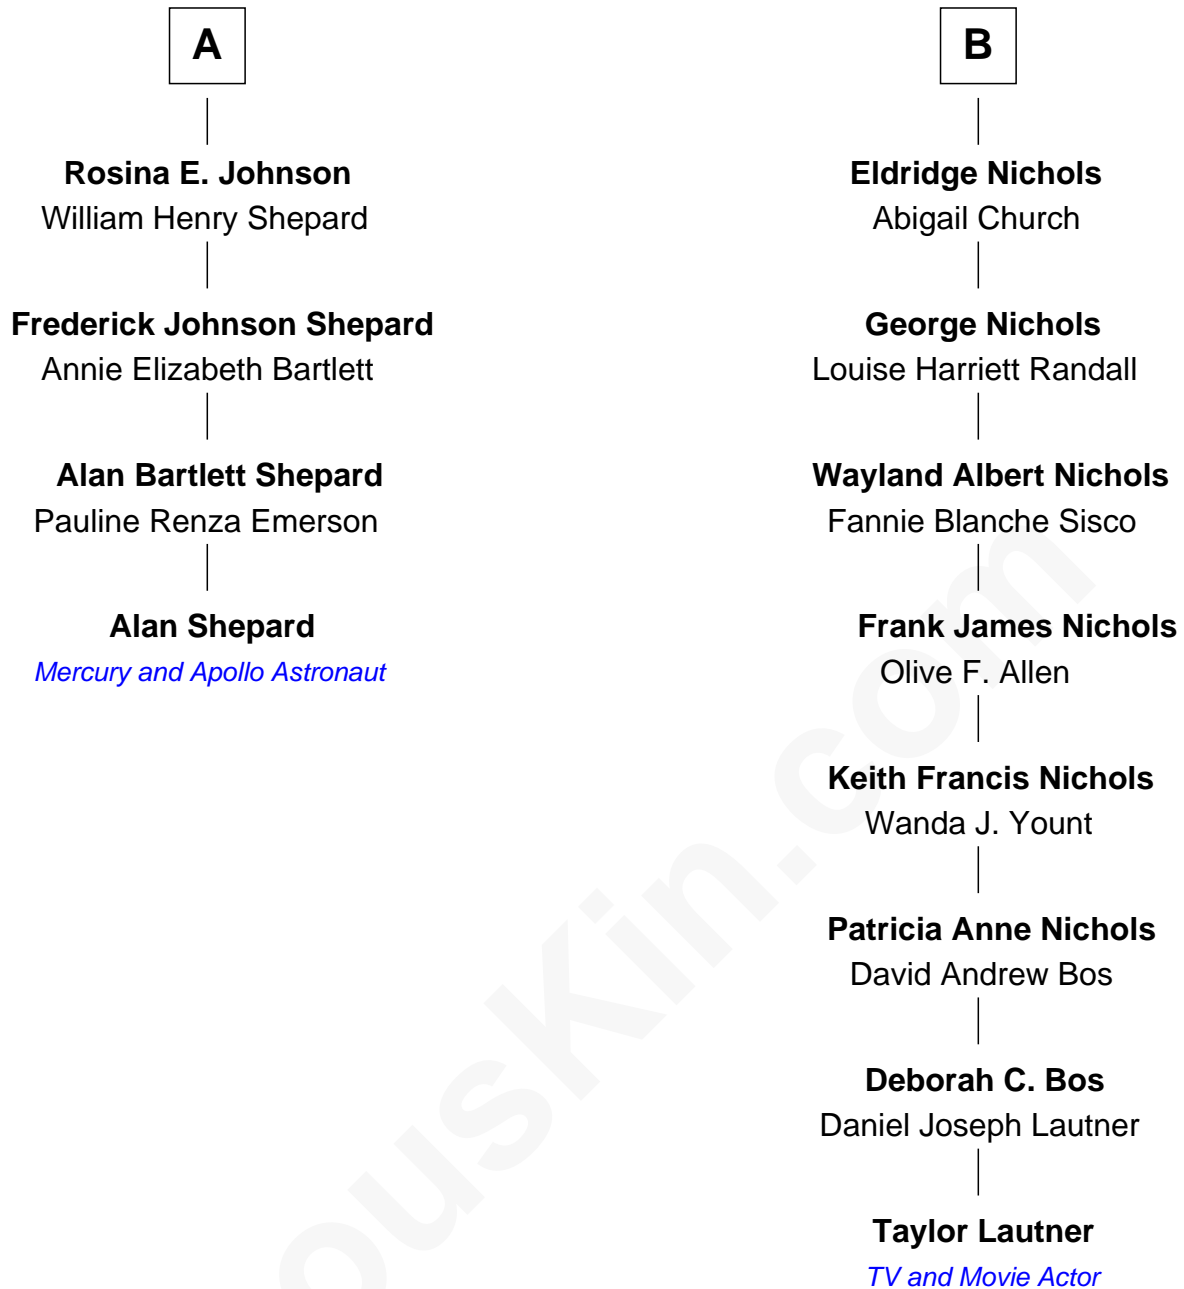 A
Rosina E. Johnson
William Henry Shepard
Frederick Johnson Shepard
Annie Elizabeth Bartlett
Alan Bartlett Shepard
Pauline Renza Emerson
Alan Shepard
Mercury and Apollo Astronaut
B
Eldridge Nichols
Abigail Church
George Nichols
Louise Harriett Randall
Wayland Albert Nichols
Fannie Blanche Sisco
Frank James Nichols
Olive F. Allen
Keith Francis Nichols
Wanda J. Yount
Patricia Anne Nichols
David Andrew Bos
Deborah C. Bos
Daniel Joseph Lautner
Taylor Lautner
TV and Movie Actor
ousKin.com